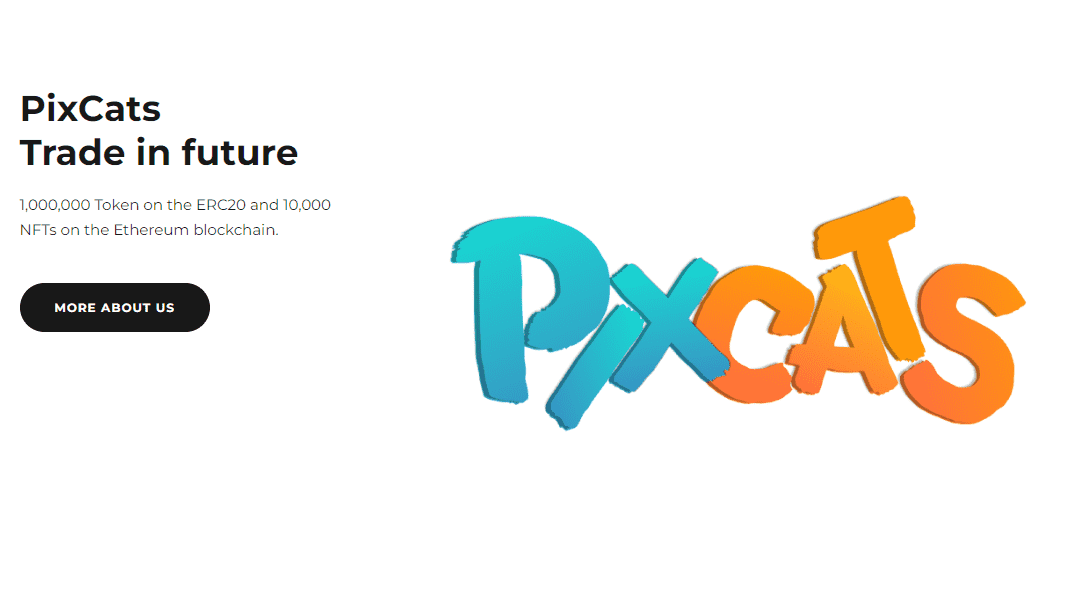 PixCats
Trade in future
1,000,000 Token on the ERC20 and 10,000
NFTs on the Ethereum blockchain.
MORE ABOUT US
PIXCATS